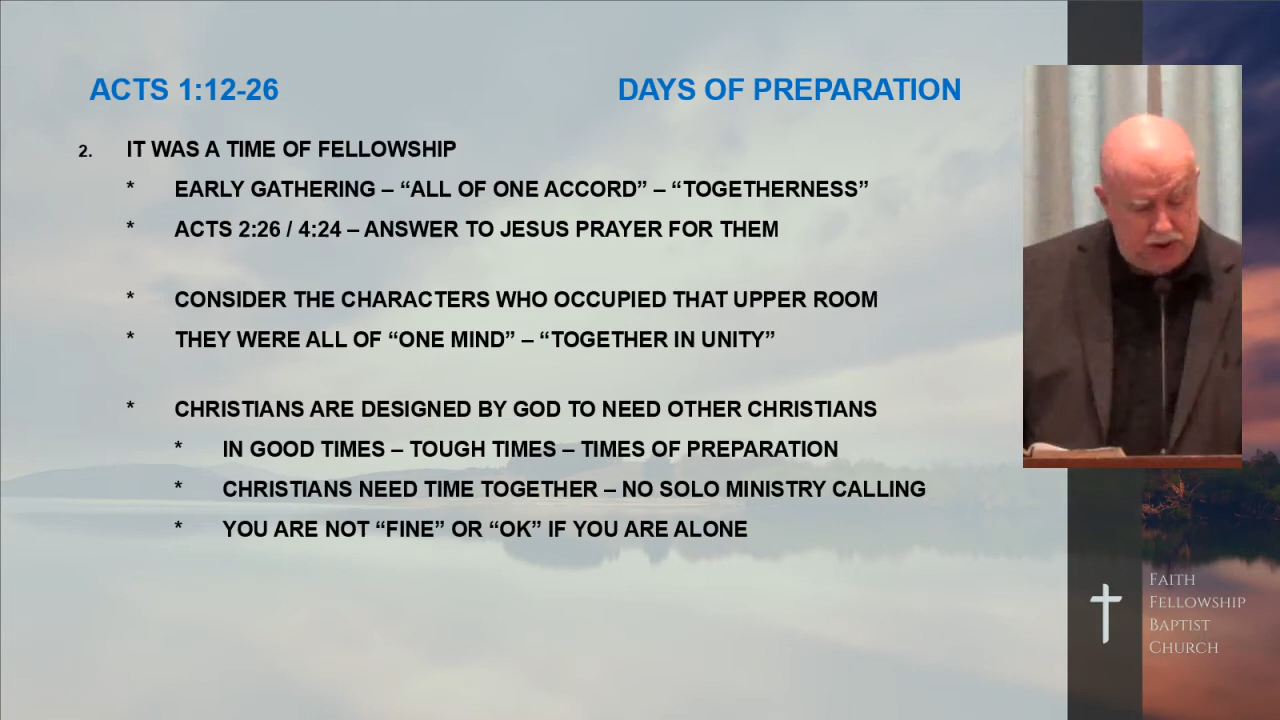 ACTS 1:12-26 DAYS OF PREPARATION
2. IT WAS A TIME OF FELLOWSHIP
* EARLY GATHERING – “ALL OF ONE ACCORD” – “TOGETHERNESS”
* ACTS 2:26 / 4:24 – ANSWER TO JESUS PRAYER FOR THEM
* CONSIDER THE CHARACTERS WHO OCCUPIED THAT UPPER ROOM
* THEY WERE ALL OF “ONE MIND” – “TOGETHER IN UNITY”
* CHRISTIANS ARE DESIGNED BY GOD TO NEED OTHER CHRISTIANS
* IN GOOD TIMES – TOUGH TIMES – TIMES OF PREPARATION
* CHRISTIANS NEED TIME TOGETHER – NO SOLO MINISTRY CALLING
* YOU ARE NOT “FINE” OR “OK” IF YOU ARE ALONE
FAITH
FELLOWSHIP
BAPTIST
CHURCH